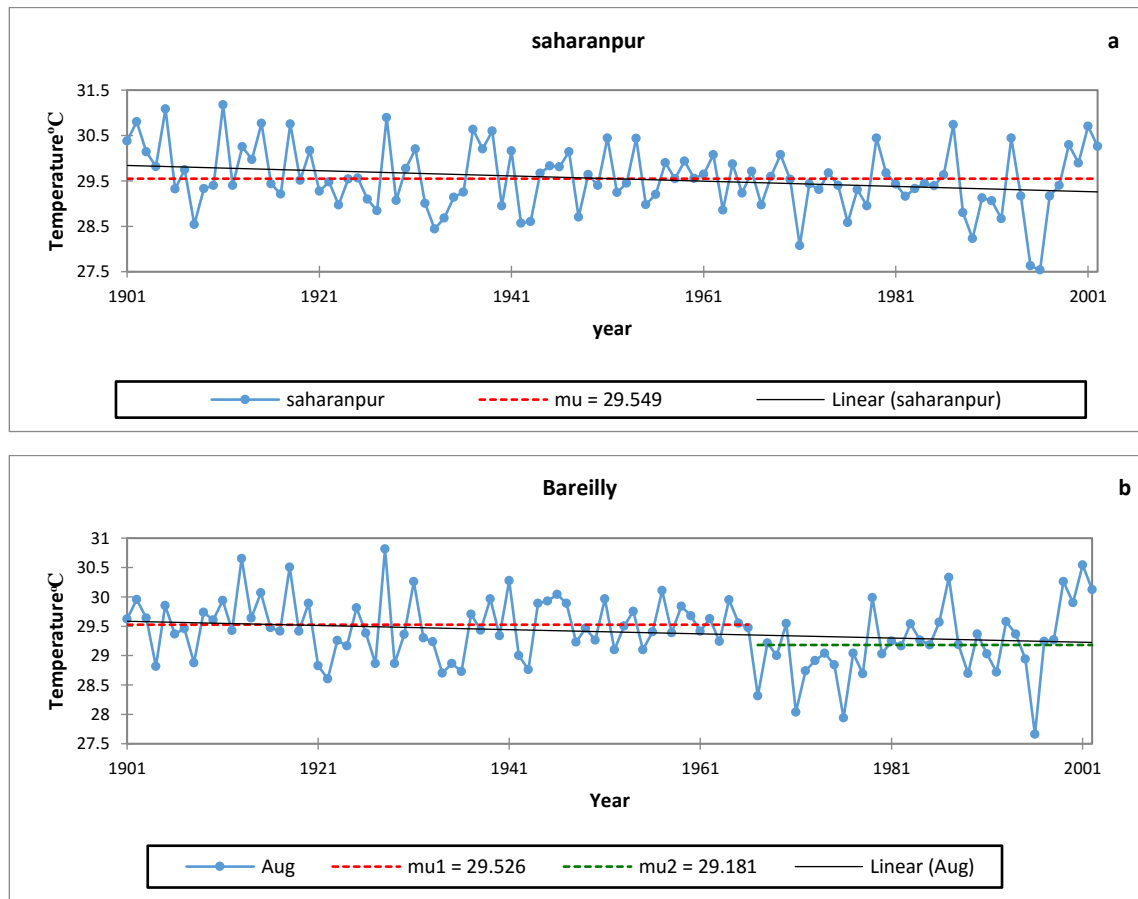 saharanpur
a
Temperature°C
31.5
30.5
29.5
28.5
27.5
1901
1921
1941
1961
1981
2001
year
saharanpur
mu = 29.549
Linear (saharanpur)
Bareilly
b
Temperature°C
31
30.5
30
29.5
29
28.5
28
27.5
1901
1921
1941
1961
1981
2001
Year
Aug
mu1 = 29.526
mu2 = 29.181
Linear (Aug)